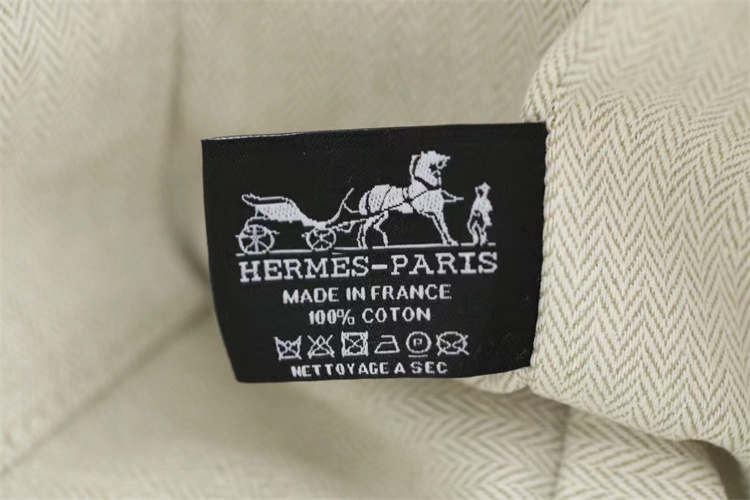 HERMES-PARIS
MADE IN FRANCE
100% COTON
P
NETTOYAGE A SEC